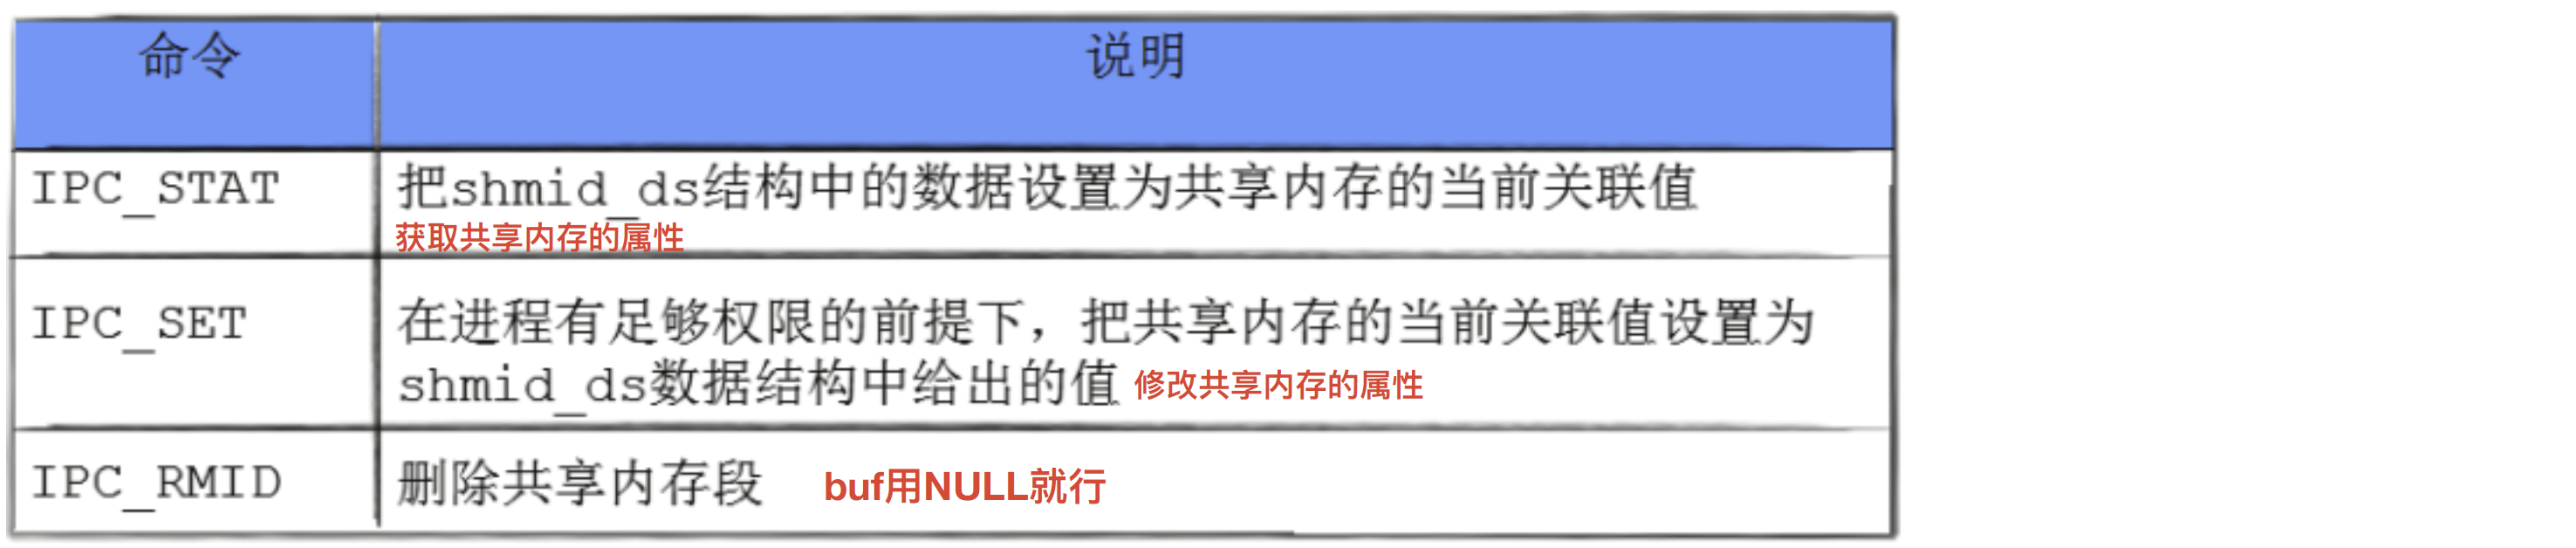 命令 说明
IPC_STAT 把shmid_ds结构中的数据设置为共享内存的当前关联值
获取共享内存的属性
IPC_SET 在进程有足够权限的前提下，把共享内存的当前关联值设置为
shmid_ds数据结构中给出的值 修改共享内存的属性
IPC_RMID 删除共享内存段 buf用NULL就行